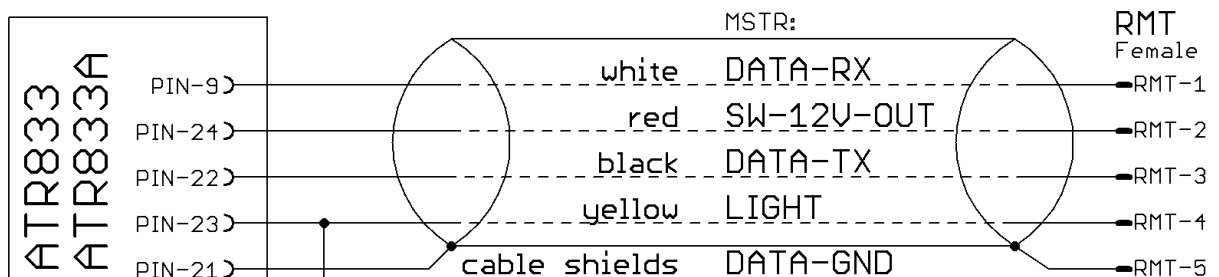 MSTR:
RMT
Female
ATR833
ATR833A
PIN-9 white DATA-RX RMT-1
PIN-24 red SW-12V-OUT RMT-2
PIN-22 black DATA-TX RMT-3
PIN-23 yellow LIGHT RMT-4
PIN-21 cable shields DATA-GND RMT-5